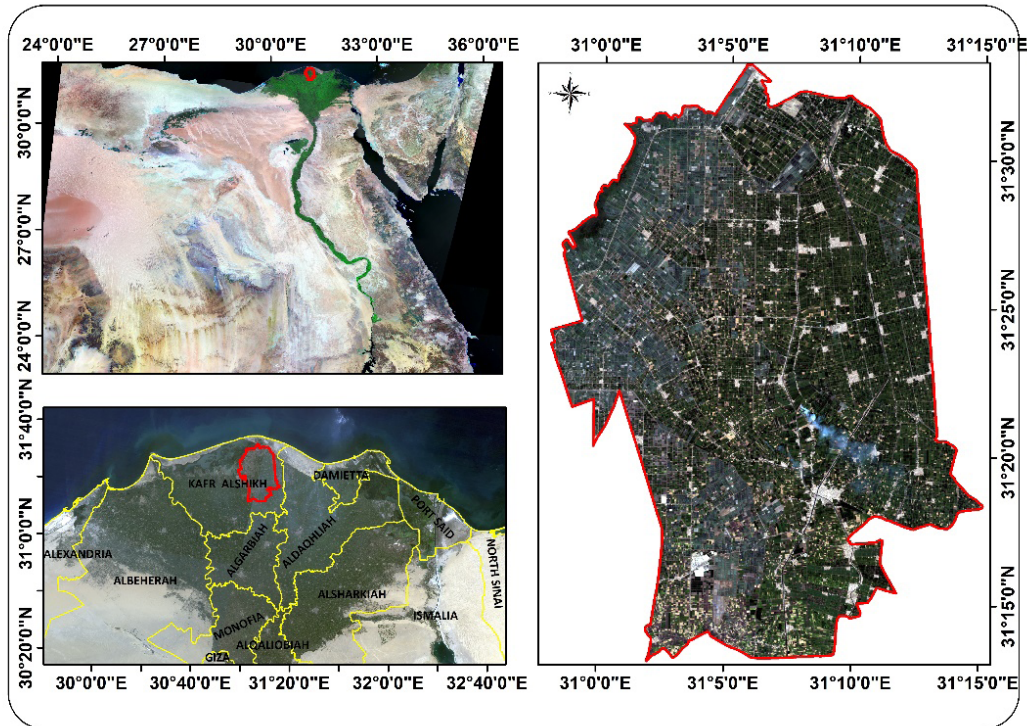 24°0'0"E 27°0'0"E 30°0'0"E 33°0'0"E 36°0'0"E
30°0'0"N
27°0'0"N
24°0'0"N
31°40'0"N
31°0'0"N
30°20'0"N
KAFR ALSHIKH
DAMIETTA
PORT SAID
ALEXANDRIA
ALGARBIAH
ALDAQHLIAH
NORTH SINAI
ALBEHERAH
ALSHARKIAH
ISMALIA
MONOFIA
ALQALIOBIAH
GIZA
30°0'0"E 30°40'0"E 31°20'0"E 32°0'0"E 32°40'0"E
31°0'0"E 31°5'0"E 31°10'0"E 31°15'0"E
31°30'0"N
31°25'0"N
31°20'0"N
31°15'0"N
31°0'0"E 31°5'0"E 31°10'0"E 31°15'0"E